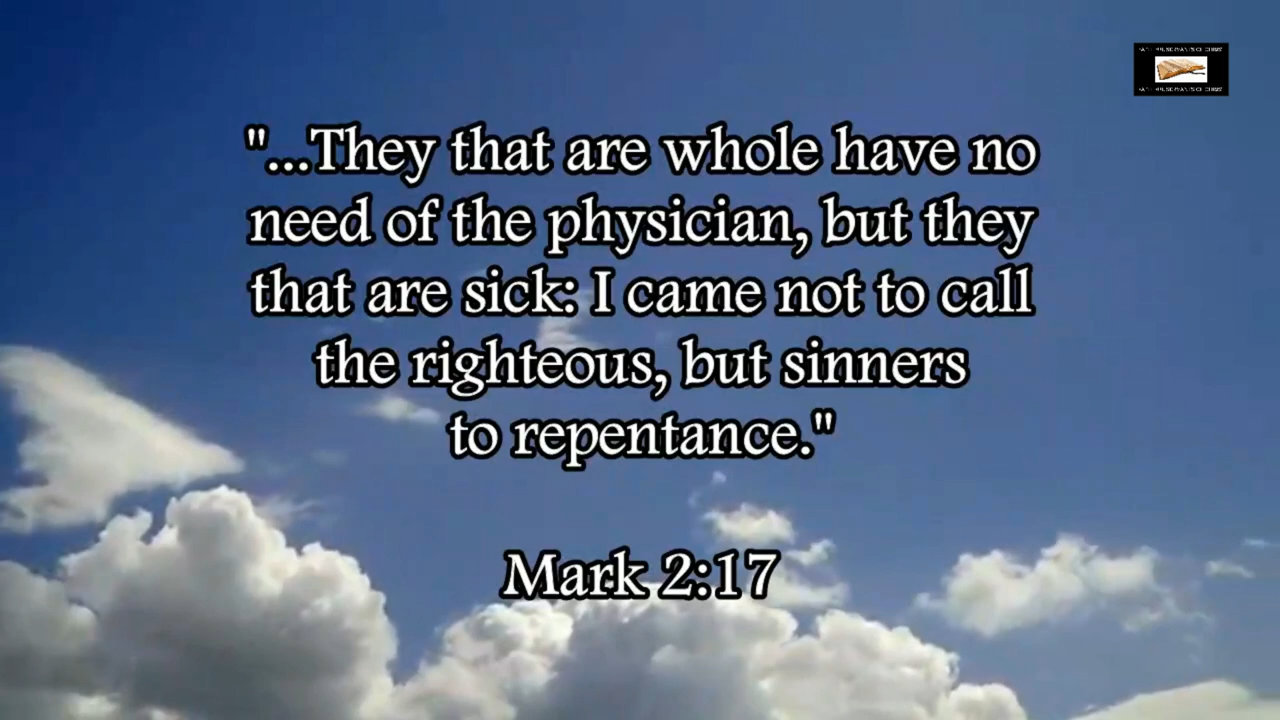 "...They that are whole have no
need of the physician, but they
that are sick: I came not to call
the righteous, but sinners
to repentance."
Mark 2:17